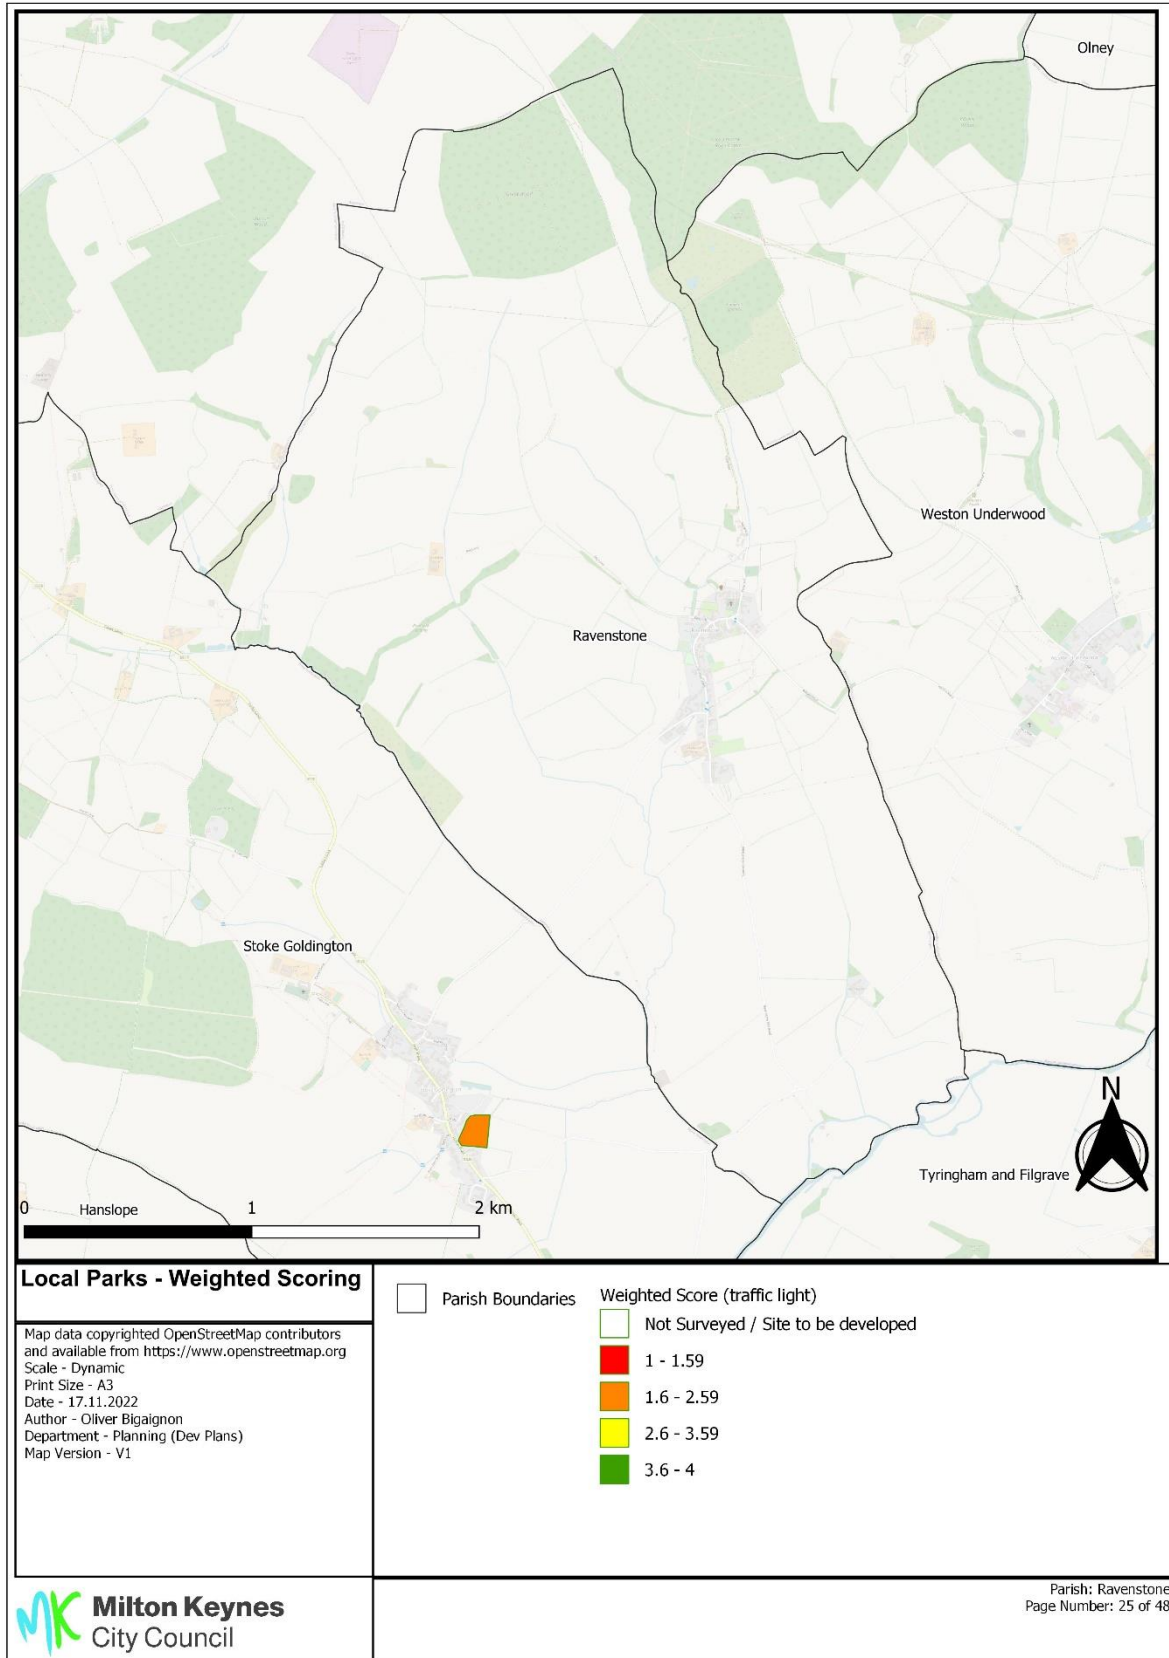 Olney
Weston Underwood
Ravenstone
Stoke Goldington
N
Tyringham and Filgrave
0 Hanslope 1 2 km
Local Parks - Weighted Scoring
Map data copyrighted OpenStreetMap contributors
and available from https://www.openstreetmap.org
Scale - Dynamic
Print Size - A3
Date - 17.11.2022
Author - Oliver Bigaignon
Department - Planning (Dev Plans)
Map Version - V1
Parish Boundaries
Weighted Score (traffic light)
Not Surveyed / Site to be developed
1 - 1.59
1.6 - 2.59
2.6 - 3.59
3.6 - 4
MK Milton Keynes
City Council
Parish: Ravenstone
Page Number: 25 of 48